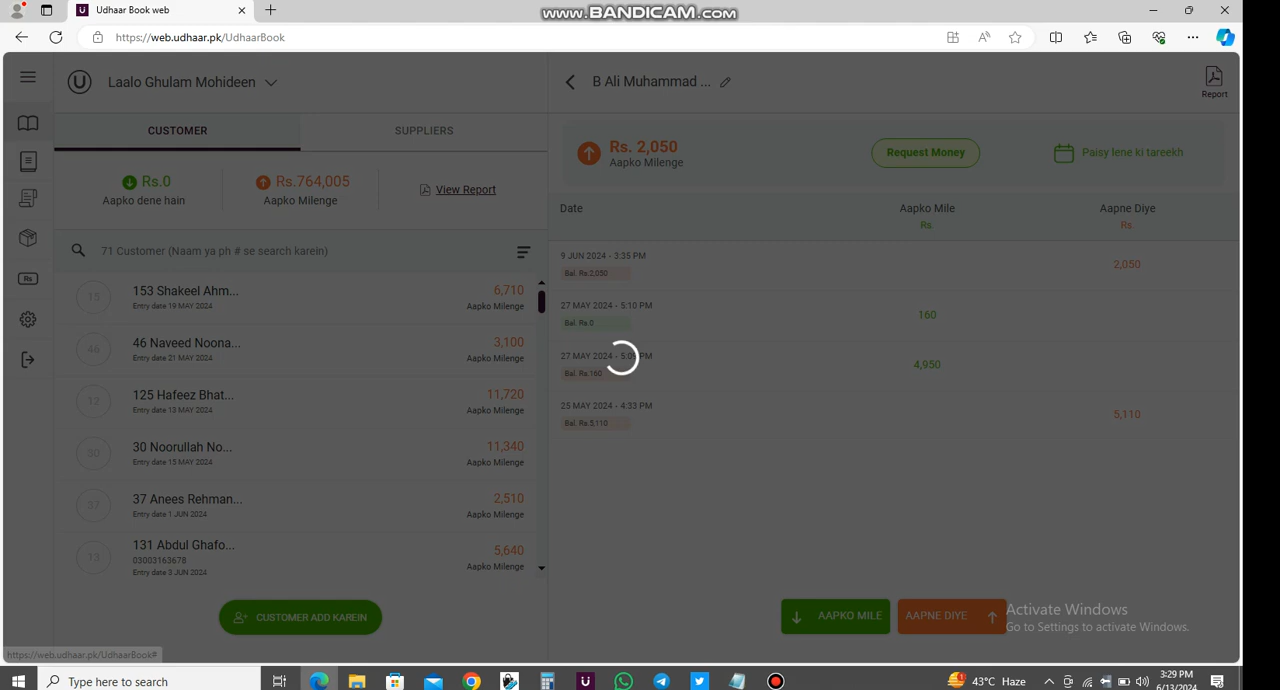 Udhaar Book web
www.BANDICAM.com
https://web.udhaar.pk/UdhaarBook
Laalo Ghulam Mohideen
B Ali Muhammad ...
Report
CUSTOMER
SUPPLIERS
Rs. 2,050
Aapko Milenge
Request Money
Paisy lene ki tareekh
Rs.0
Aapko dene hain
Rs.764,005
Aapko Milenge
View Report
Date
Aapko Mile
Rs.
Aapne Diye
Rs.
71 Customer (Naam ya ph # se search karein)
9 JUN 2024 - 3:35 PM
Bal. Rs.2,050
2,050
15
153 Shakeel Ahm...
Entry date 19 MAY 2024
6,710
Aapko Milenge
27 MAY 2024 - 5:10 PM
Bal. Rs.0
160
46
46 Naveed Noona...
Entry date 21 MAY 2024
3,100
Aapko Milenge
27 MAY 2024 - 5:09 PM
Bal. Rs.160
4,950
12
125 Hafeez Bhat...
Entry date 13 MAY 2024
11,720
Aapko Milenge
25 MAY 2024 - 4:33 PM
Bal. Rs.5,110
5,110
30
30 Noorullah No...
Entry date 15 MAY 2024
11,340
Aapko Milenge
37
37 Anees Rehman...
Entry date 1 JUN 2024
2,510
Aapko Milenge
13
131 Abdul Ghafo...
03003163678
Entry date 3 JUN 2024
5,640
Aapko Milenge
CUSTOMER ADD KAREIN
AAPKO MILE
AAPNE DIYE
Activate Windows
Go to Settings to activate Windows.
https://web.udhaar.pk/UdhaarBook#
Type here to search
43°C Haze
3:29 PM
6/13/2024